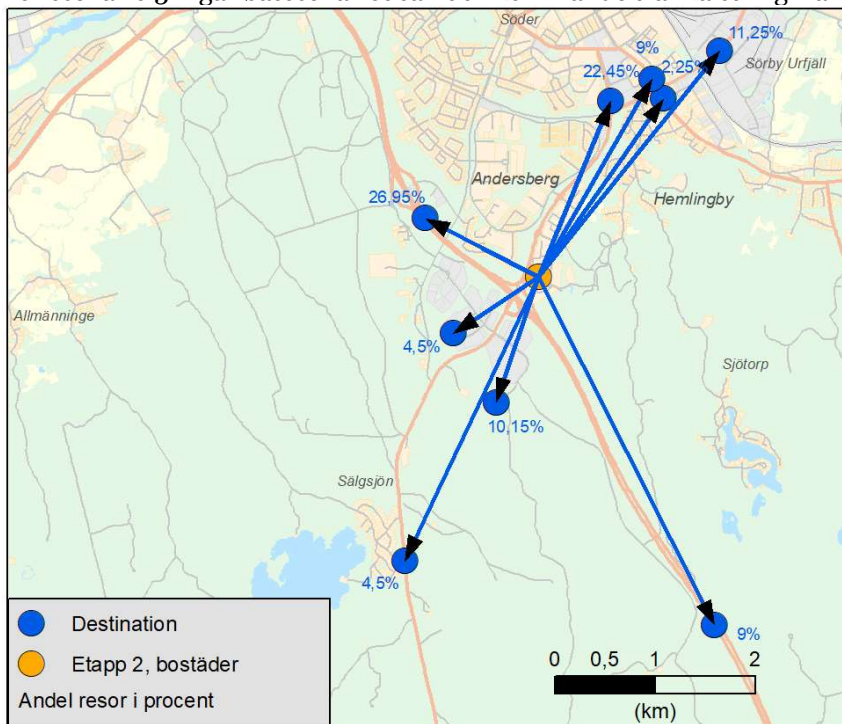 Söder
11,25%
9%
Sörby Urfjäll
22,45%
2,25%
Andersberg
Hemlingby
26,95%
Allmänninge
4,5%
Sjötorp
10,15%
Sälgsjön
4,5%
9%
Destination
Etapp 2, bostäder
Andel resor i procent
0 0,5 1 2
(km)